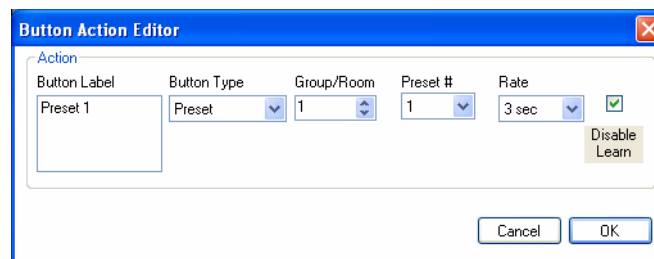 Button Action Editor
Action
Button Label Button Type Group/Room Preset # Rate
Preset 1 Preset 1 1 3 sec
Disable
Learn
Cancel OK